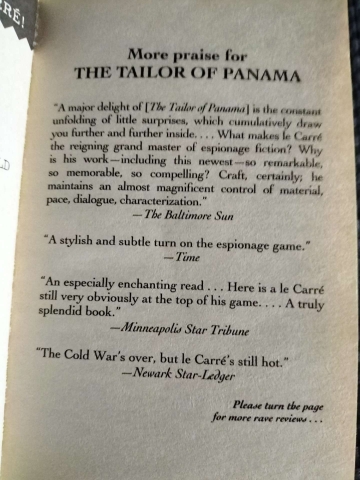 RÉ!
LD
More praise for
THE TAILOR OF PANAMA
"A major delight of [The Tailor of Panama] is the constant
unfolding of little surprises, which cumulatively draw
you further and further inside. . . . What makes le Carré
the reigning grand master of espionage fiction? Why
is his work—including this newest—so remarkable,
so memorable, so compelling? Craft, certainly; he
maintains an almost magnificent control of material,
pace, dialogue, characterization."
—The Baltimore Sun
"A stylish and subtle turn on the espionage game."
—Time
"An especially enchanting read . . . Here is a le Carré
still very obviously at the top of his game. . . . A truly
splendid book."
—Minneapolis Star Tribune
"The Cold War's over, but le Carré's still hot."
—Newark Star-Ledger
Please turn the page
for more rave reviews . . .